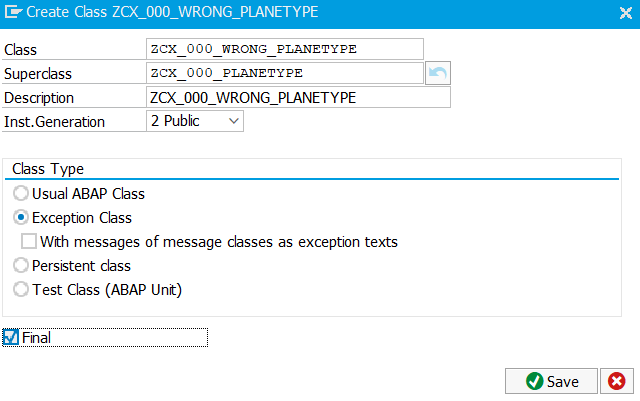 Create Class ZCX_000_WRONG_PLANETYPE
Class ZCX_000_WRONG_PLANETYPE
Superclass ZCX_000_PLANETYPE
Description ZCX_000_WRONG_PLANETYPE
Inst.Generation 2 Public
Class Type
Usual ABAP Class
Exception Class
With messages of message classes as exception texts
Persistent class
Test Class (ABAP Unit)
Final
Save